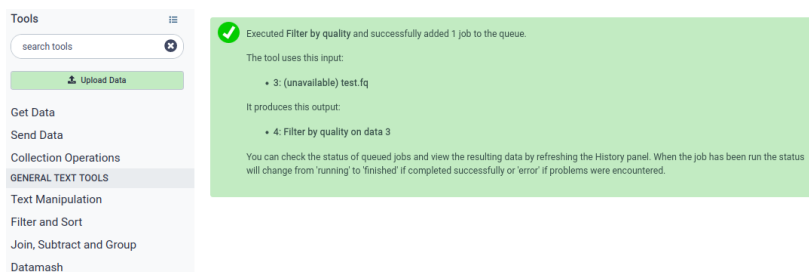 Tools
search tools
Upload Data
Get Data
Send Data
Collection Operations
GENERAL TEXT TOOLS
Text Manipulation
Filter and Sort
Join, Subtract and Group
Datamash
Executed Filter by quality and successfully added 1 job to the queue.
The tool uses this input:
• 3: (unavailable) test.fq
It produces this output:
• 4: Filter by quality on data 3
You can check the status of queued jobs and view the resulting data by refreshing the History panel. When the job has been run the status
will change from 'running' to 'finished' if completed successfully or 'error' if problems were encountered.